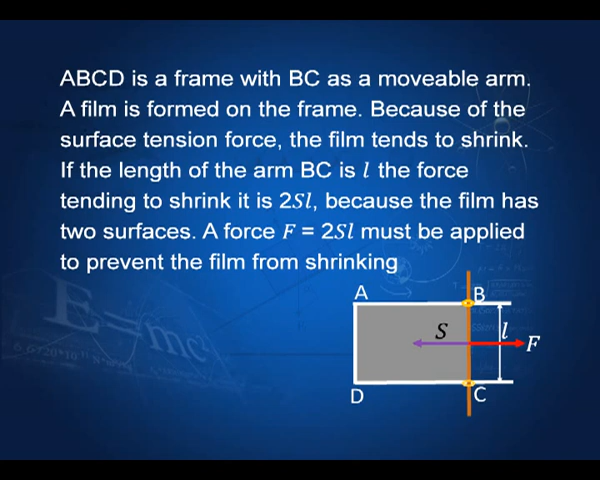 ABCD is a frame with BC as a moveable arm.
A film is formed on the frame. Because of the
surface tension force, the film tends to shrink.
If the length of the arm BC is l the force
tending to shrink it is 2Sl, because the film has
two surfaces. A force F = 2Sl must be applied
to prevent the film from shrinking
A
B
S
l
F
D
C
E=mc²